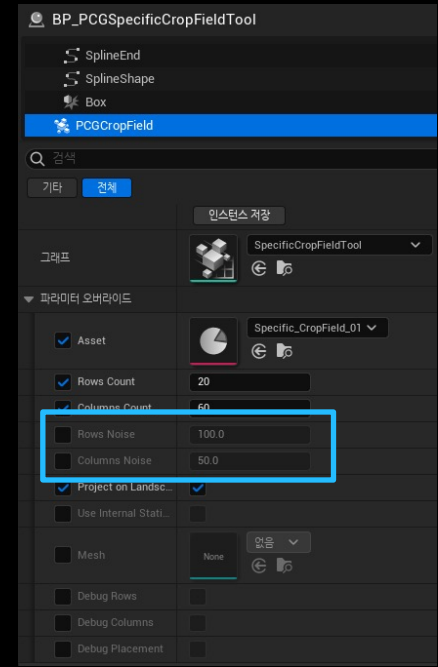 BP_PCGSpecificCropFieldTool
SplineEnd
SplineShape
Box
PCGCropField
검색
기타 전체
인스턴스 저장
그래프 SpecificCropFieldTool
파라미터 오버라이드
Asset Specific_CropField_01
Rows Count 20
Columns Count 60
Rows Noise 100.0
Columns Noise 50.0
Project on Landsc...
Use Internal Stati...
Mesh None 없음
Debug Rows
Debug Columns
Debug Placement